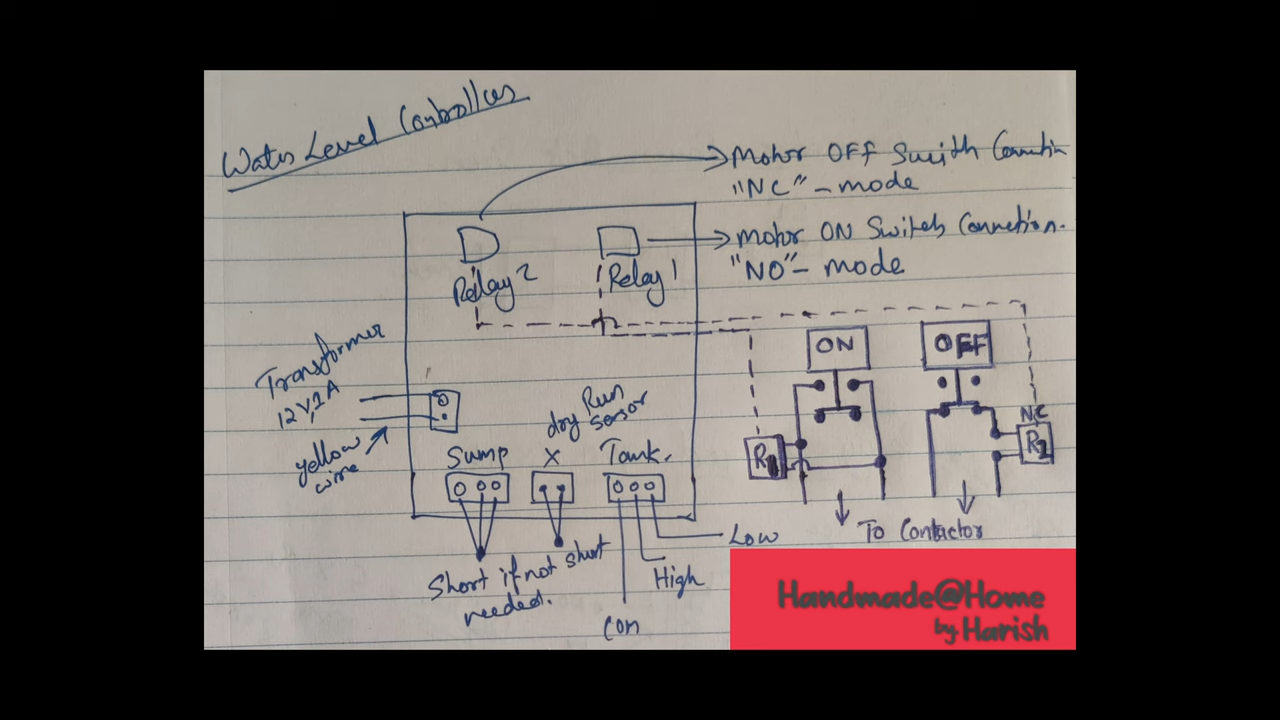 Water Level Controller
Motor OFF Switch Connection
"NC" - mode
Motor ON Switch Connection.
"NO" - mode
Relay 2
Relay 1
Transformer
12V, 1A
yellow
wire
ON
OFF
NC
R1
R2
dry Run
sensor
Sump
X
Tank.
To Contactor
Low
High
Com
Short if not
needed.
short
Handmade@Home
by Harish